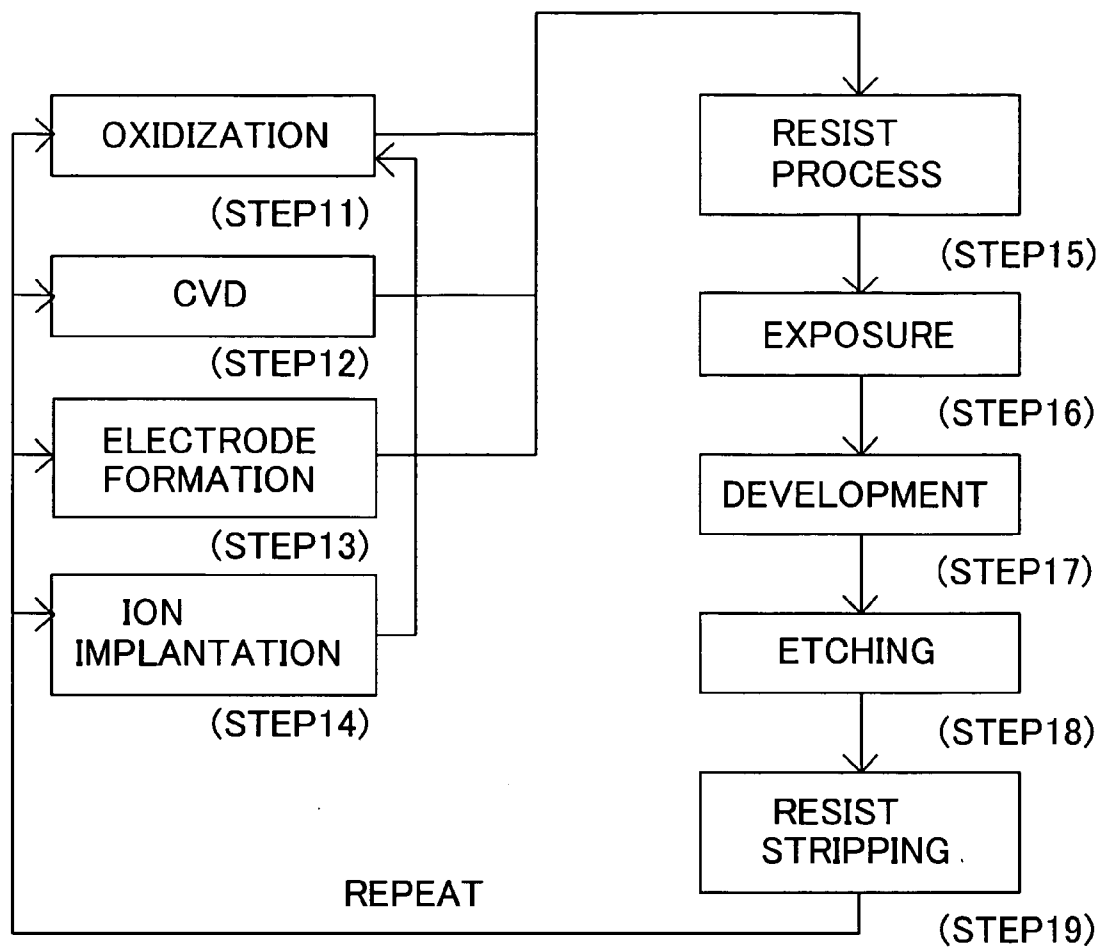 OXIDIZATION
(STEP11)
CVD
(STEP12)
ELECTRODE
FORMATION
(STEP13)
ION
IMPLANTATION
(STEP14)
RESIST
PROCESS
(STEP15)
EXPOSURE
(STEP16)
DEVELOPMENT
(STEP17)
ETCHING
(STEP18)
RESIST
STRIPPING
(STEP19)
REPEAT